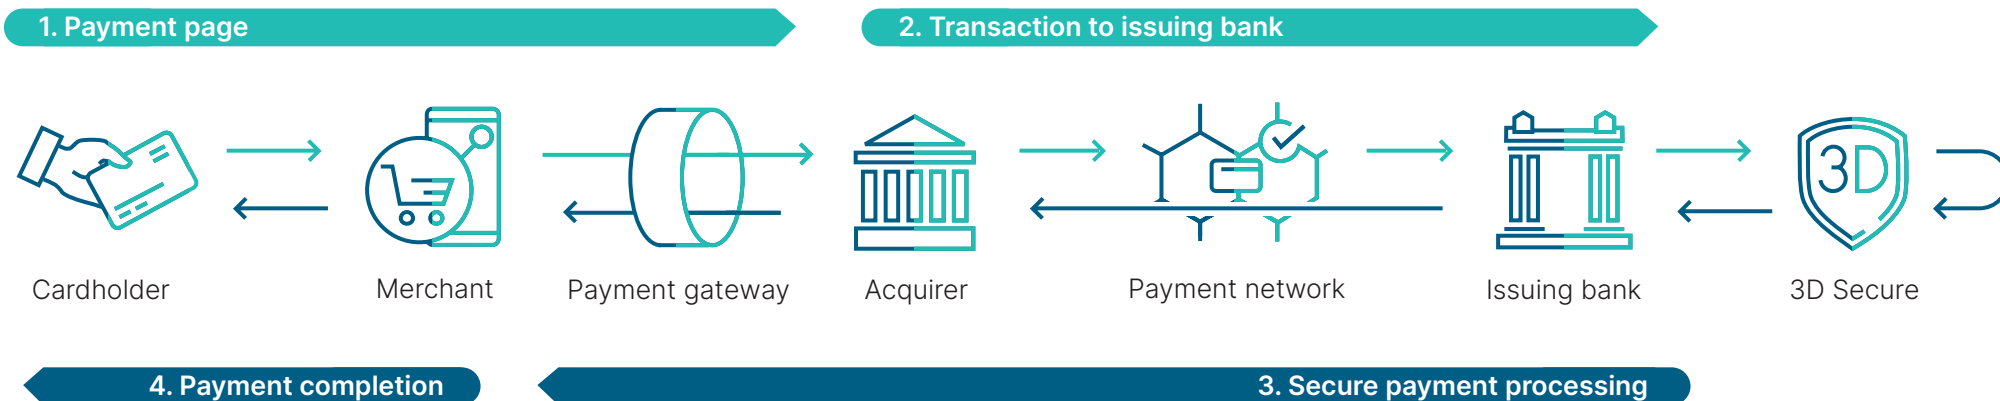 1. Payment page
2. Transaction to issuing bank
3D
Cardholder
Merchant
Payment gateway
Acquirer
Payment network
Issuing bank
3D Secure
4. Payment completion
3. Secure payment processing